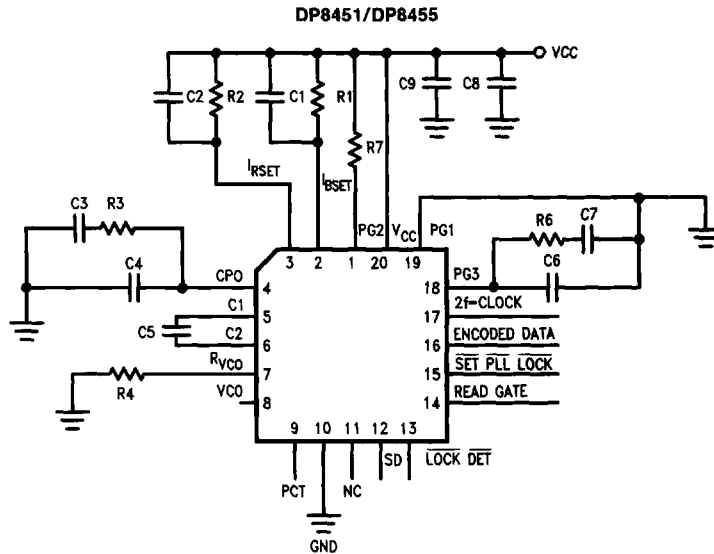 DP8451/DP8455
VCC
C2 R2 C1 R1 R7 C9 C8
IRSET IBSET
C3 R3 PG2 VCC PG1 R6 C7
3 2 1 20 19
C4 CPO 4 18 PG3 C6
C1 5 17 2f–CLOCK
C5 C2 6 16 ENCODED DATA
RVCO 7 15 SET PLL LOCK
R4 VCO 8 14 READ GATE
9 10 11 12 13
PCT NC SD LOCK DET
GND